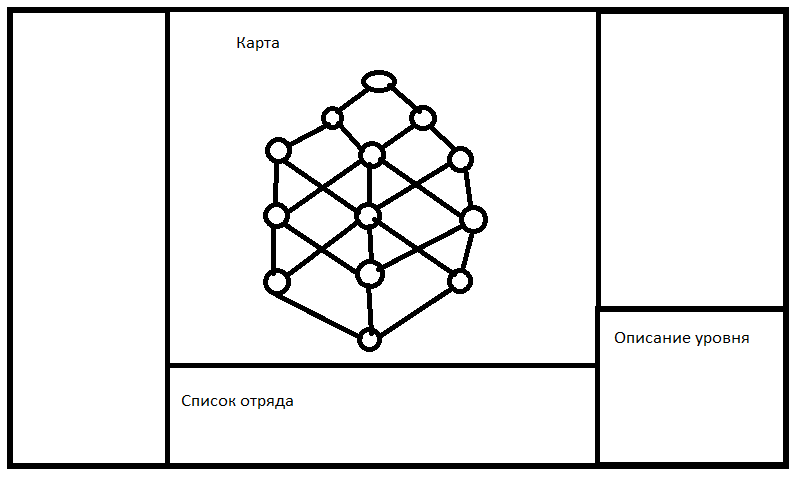 Карта
Описание уровня
Список отряда